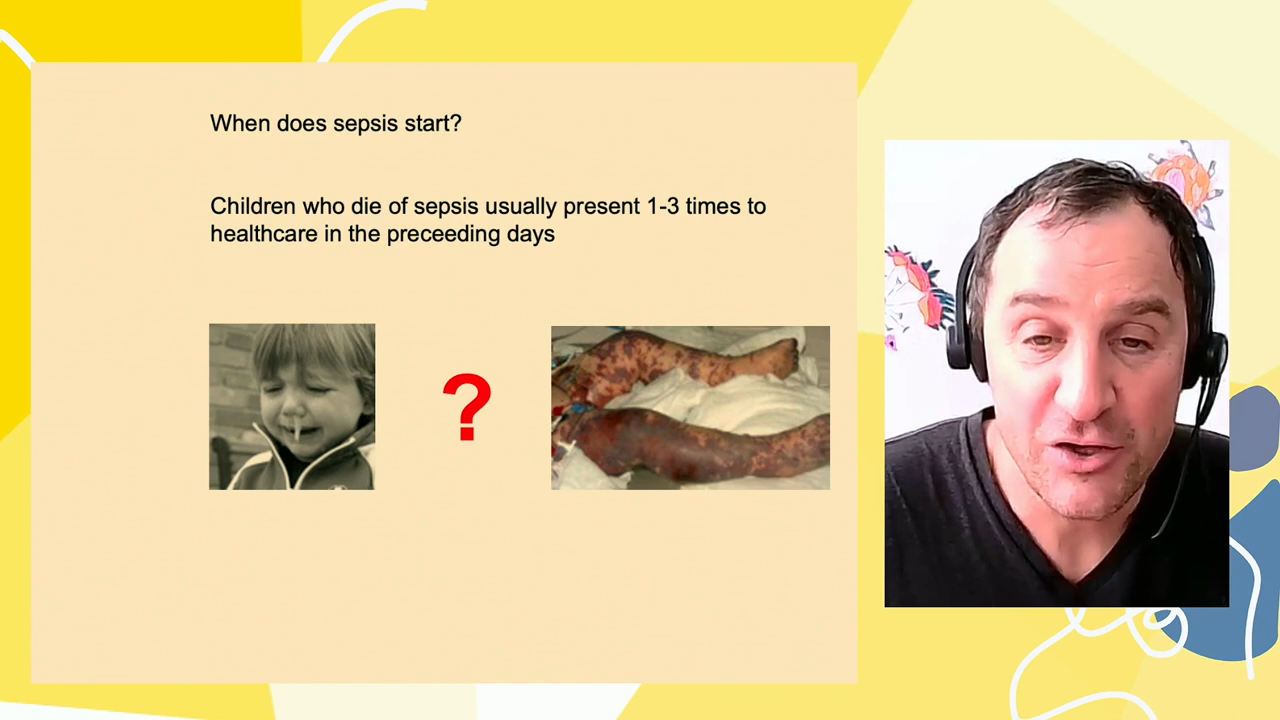 When does sepsis start?
Children who die of sepsis usually present 1-3 times to
healthcare in the preceeding days
?